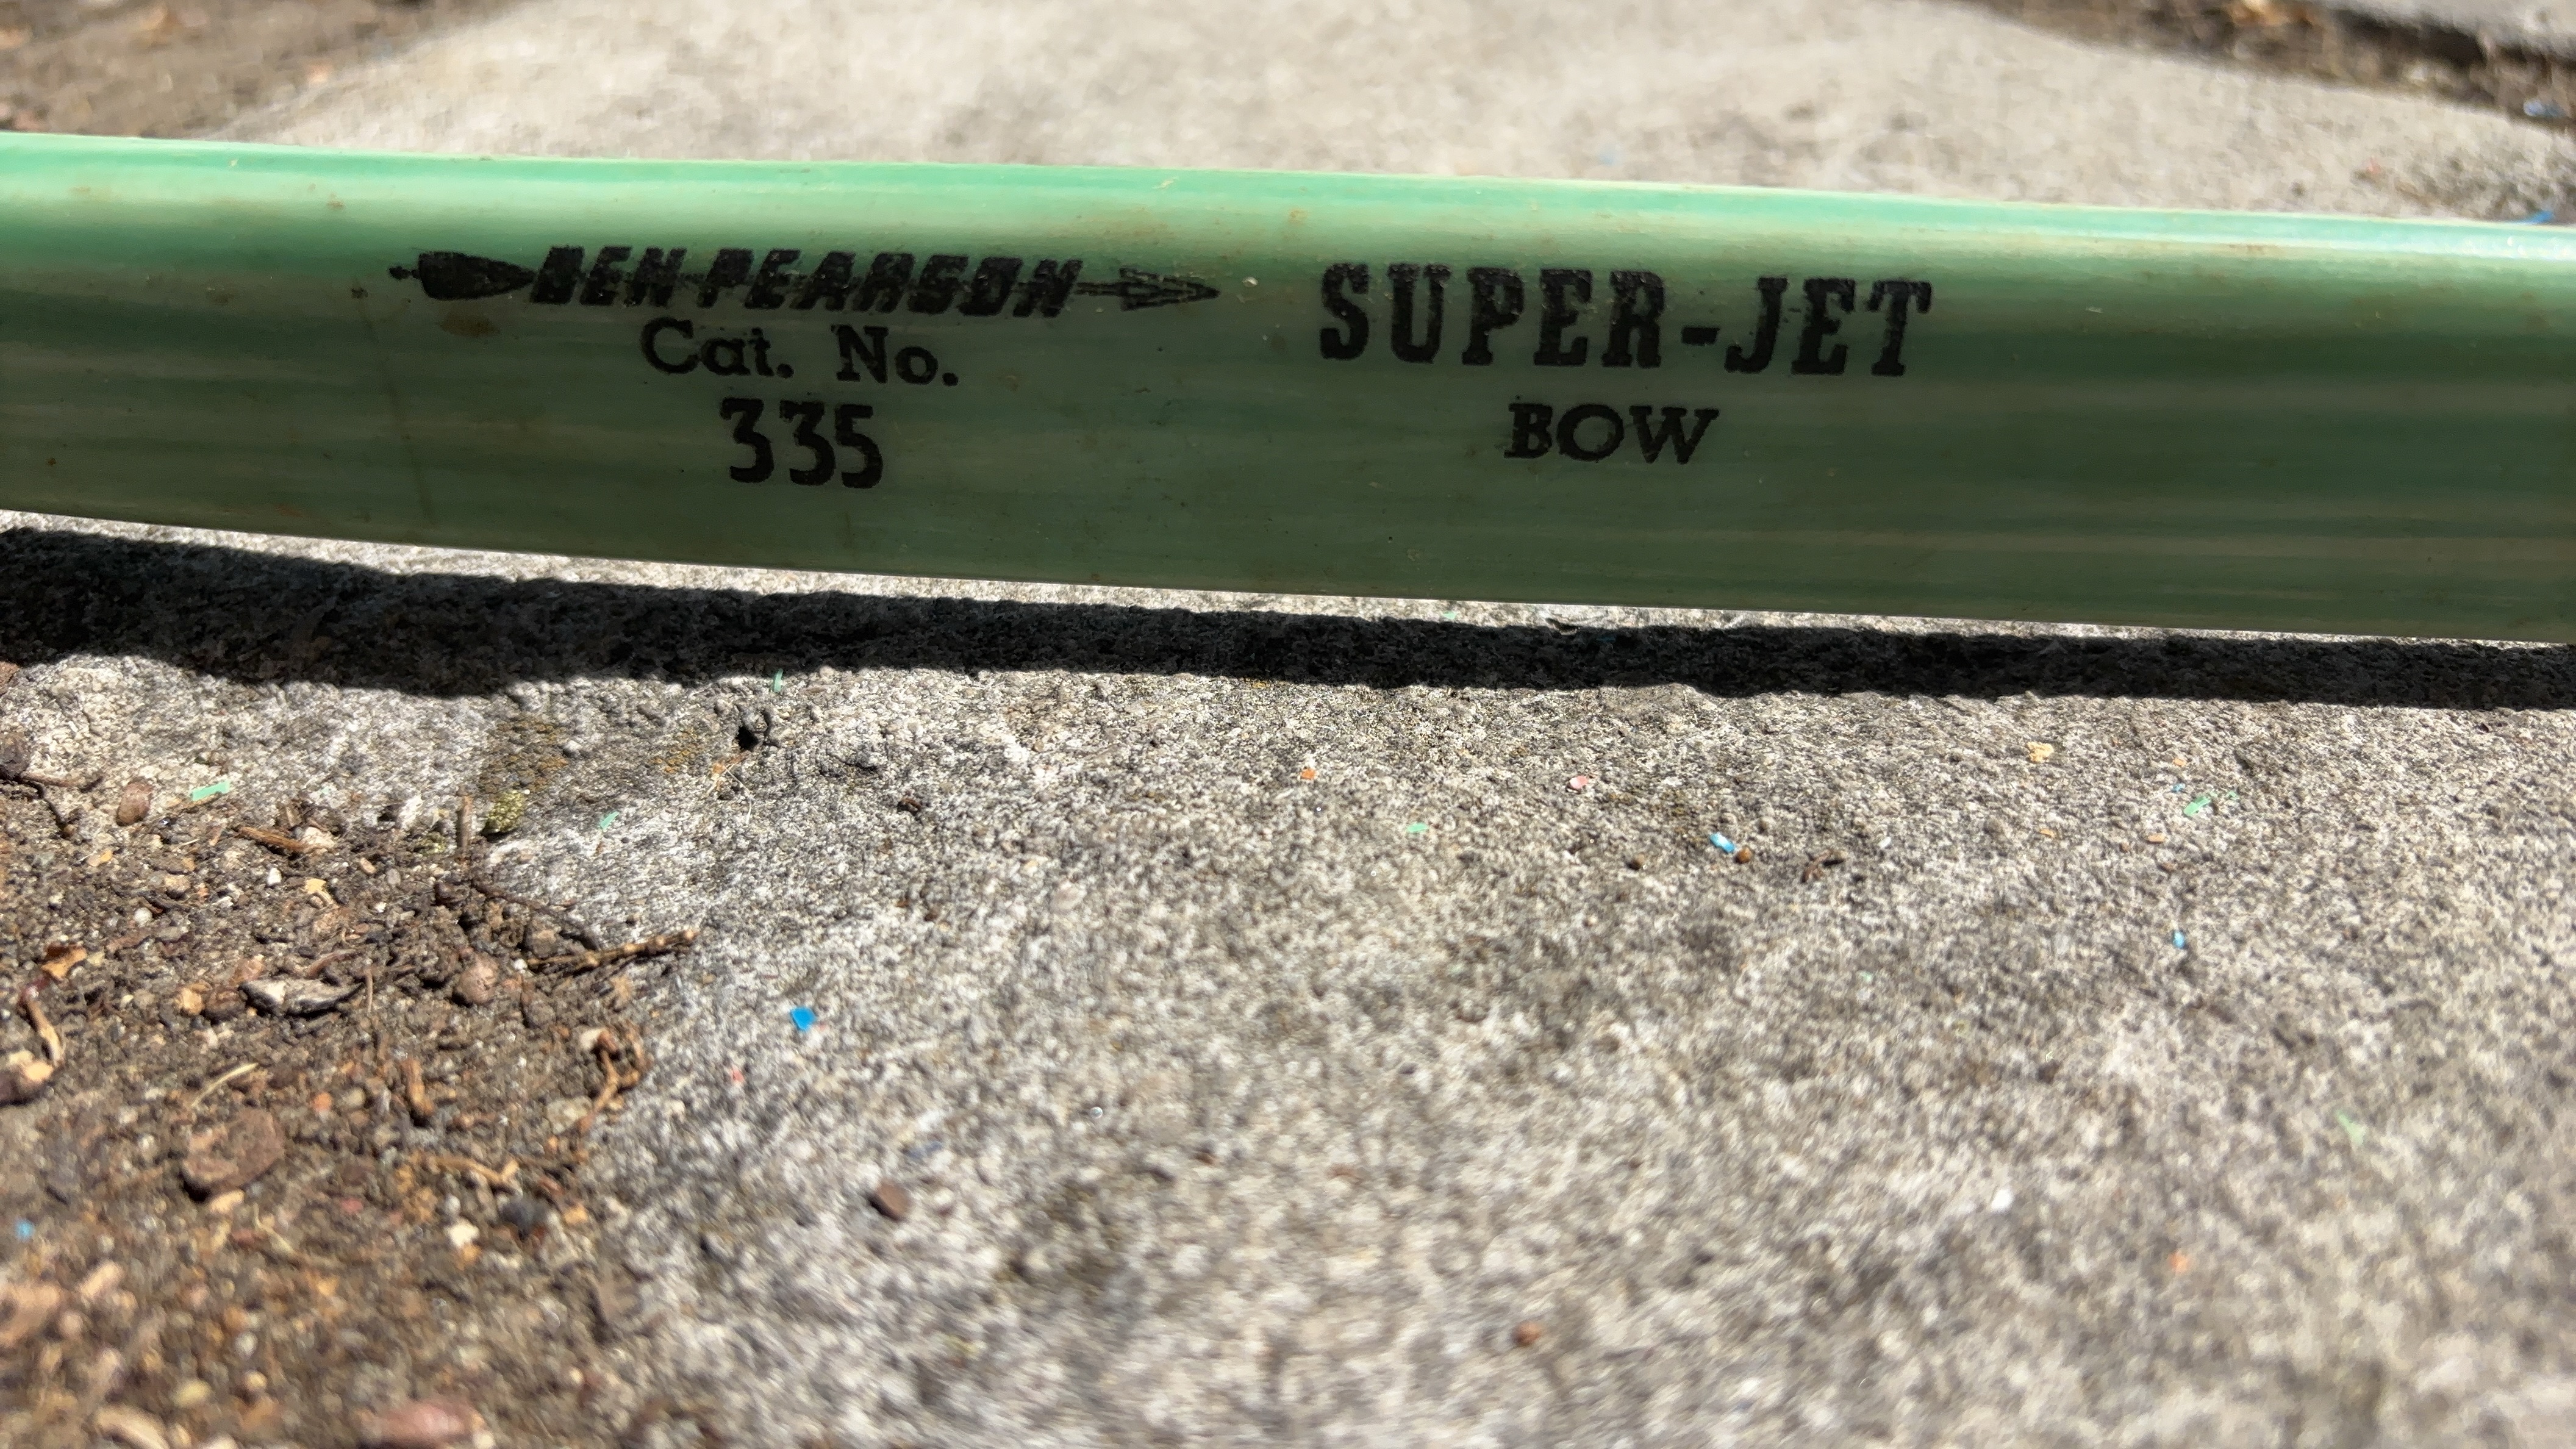 BEN PEARSON
Cat. No.
335
SUPER-JET
BOW